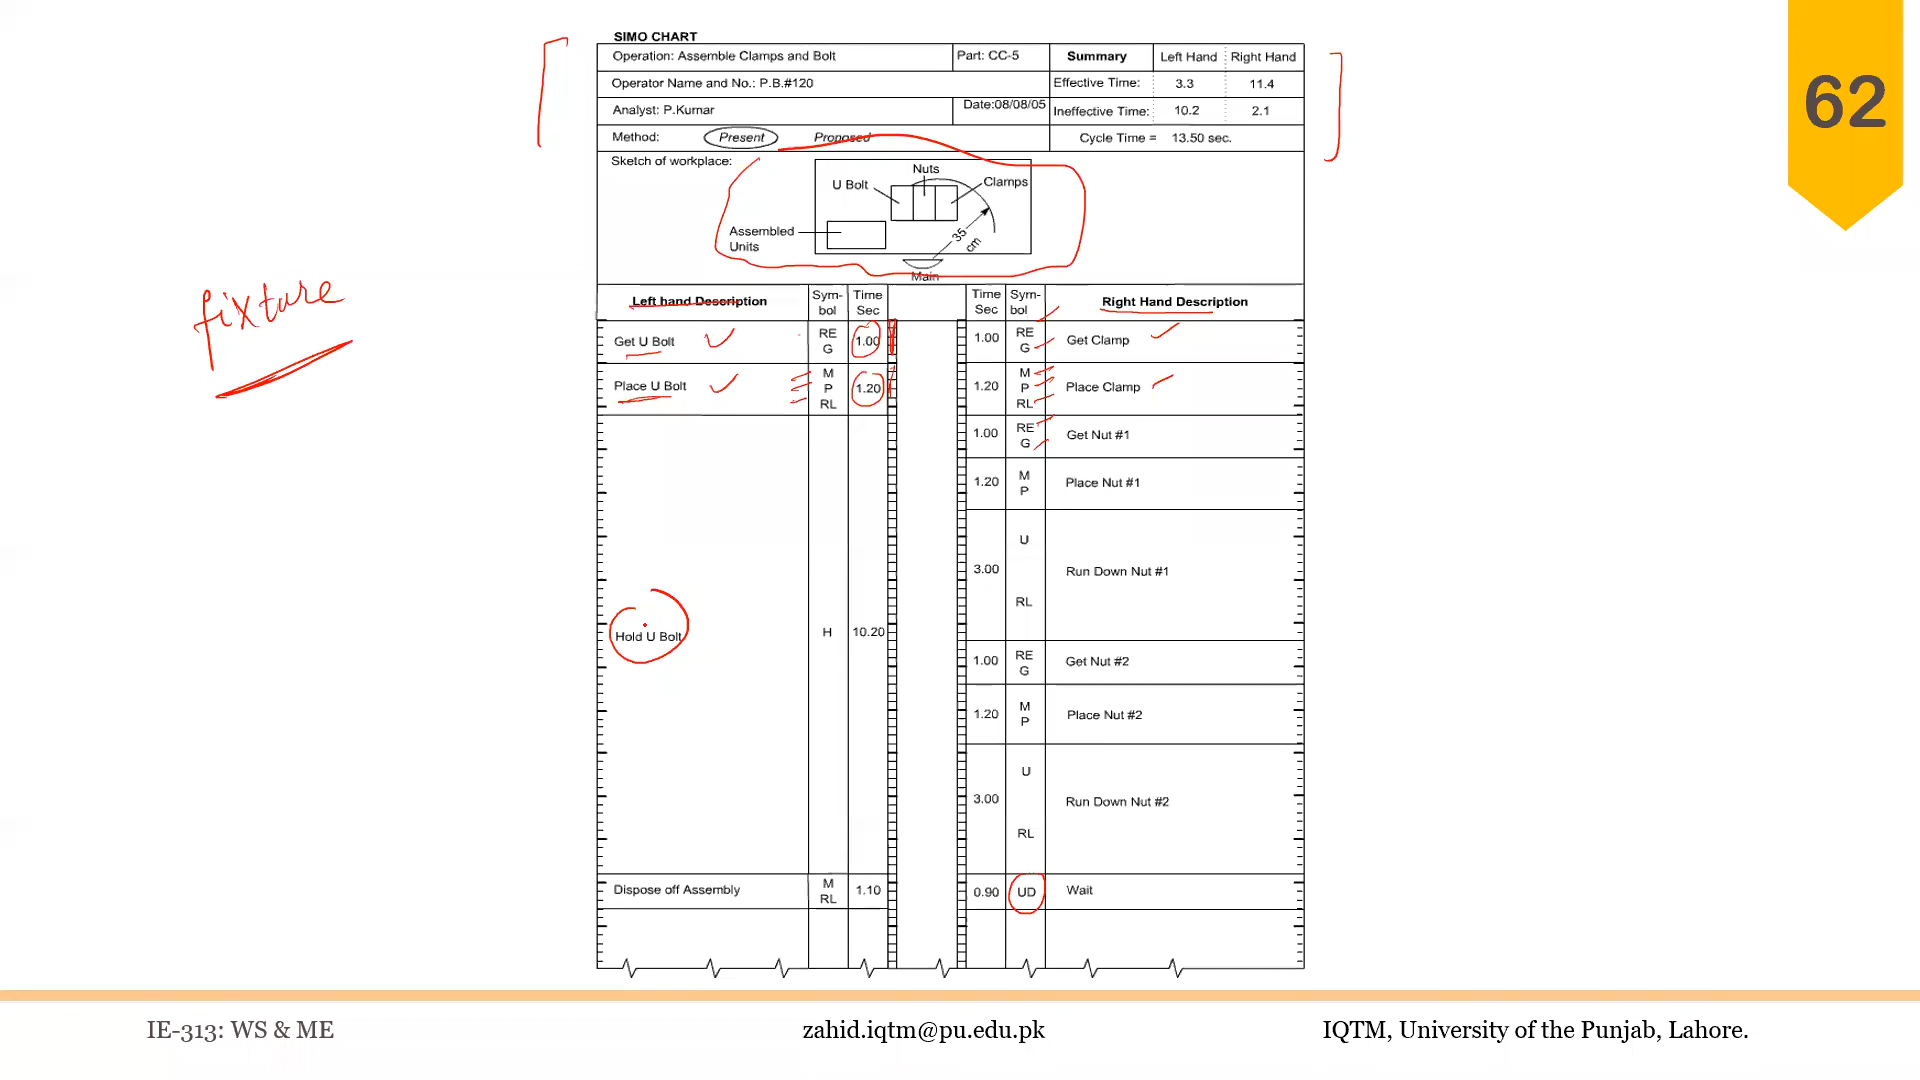 62
SIMO CHART
Operation: Assemble Clamps and Bolt Part: CC-5 Summary Left Hand Right Hand
Operator Name and No.: P.B.#120 Effective Time: 3.3 11.4
Analyst: P.Kumar Date:08/08/05 Ineffective Time: 10.2 2.1
Method: Present Proposed Cycle Time = 13.50 sec.
Sketch of workplace:
Nuts
U Bolt Clamps
Assembled
Units
35
cm
Main
fixture
Left hand Description Sym-bol Time Sec Time Sec Sym-bol Right Hand Description
Get U Bolt RE G 1.00 1.00 RE G Get Clamp
Place U Bolt M P RL 1.20 1.20 M P RL Place Clamp
1.00 RE G Get Nut #1
1.20 M P Place Nut #1
3.00 U RL Run Down Nut #1
Hold U Bolt H 10.20
1.00 RE G Get Nut #2
1.20 M P Place Nut #2
3.00 U RL Run Down Nut #2
Dispose off Assembly M RL 1.10 0.90 UD Wait
IE-313: WS & ME zahid.iqtm@pu.edu.pk IQTM, University of the Punjab, Lahore.